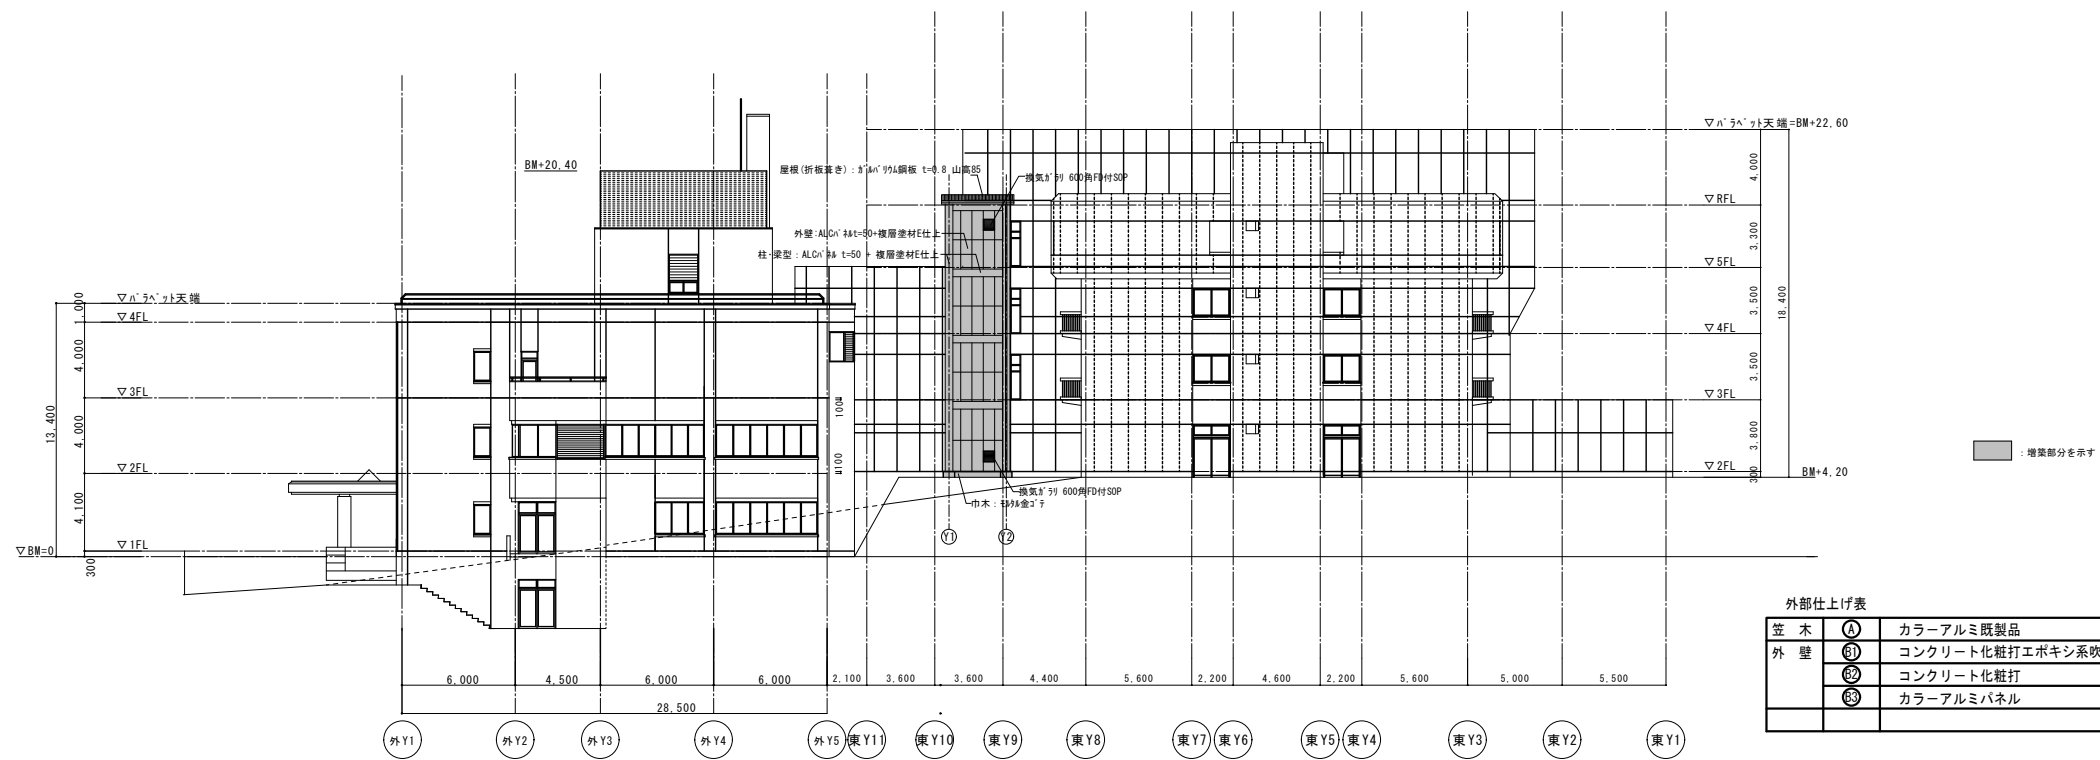 BM+20,40
屋根(折板葺き):ガルバリウム鋼板 t=0.8 山高85
換気ガラリ 600角FD付SOP
外壁:ALCパネルt=50+複層塗材E仕上
柱・梁型:ALCパネル t=50 + 複層塗材E仕上
▽パラペット天端=BM+22,60
▽RFL
▽5FL
▽4FL
▽3FL
▽2FL
BM+4,20
4,000
3,300
3,500
3,500
3,800
300
18,400
▽パラペット天端
▽4FL
▽3FL
▽2FL
▽1FL
▽BM=0
1,000
4,000
4,000
4,100
300
13,400
換気ガラリ 600角FD付SOP
巾木:モルタル金ゴテ
Y1
Y2
:増築部分を示す
6,000
4,500
6,000
6,000
2,100
3,600
3,600
4,400
5,600
2,200
4,600
2,200
5,600
5,000
5,500
28,500
外Y1
外Y2
外Y3
外Y4
外Y5
東Y11
東Y10
東Y9
東Y8
東Y7
東Y6
東Y5
東Y4
東Y3
東Y2
東Y1
外部仕上げ表
笠木 A カラーアルミ既製品
外壁 B1 コンクリート化粧打エポキシ系吹
B2 コンクリート化粧打
B3 カラーアルミパネル